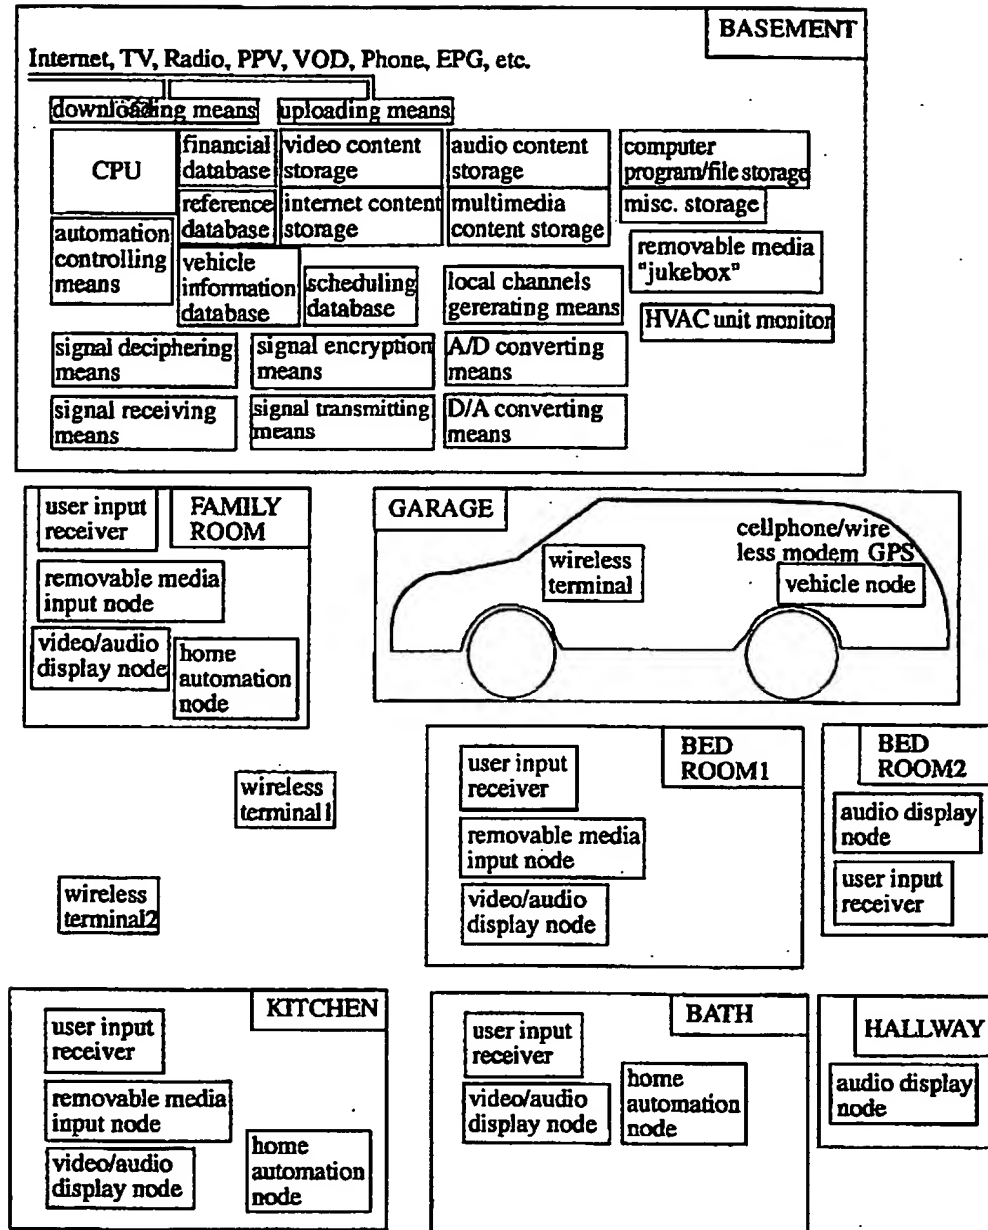 BASEMENT
Internet, TV, Radio, PPV, VOD, Phone, EPG, etc.
downloading means
uploading means
CPU
financial
database
video content
storage
audio content
storage
computer
program/file storage
reference
database
internet content
storage
multimedia
content storage
misc. storage
automation
controlling
means
vehicle
information
database
scheduling
database
local channels
gererating means
removable media
"jukebox"
HVAC unit monitor
signal deciphering
means
signal encryption
means
A/D converting
means
signal receiving
means
signal transmitting
means
D/A converting
means
user input
receiver
FAMILY
ROOM
removable media
input node
video/audio
display node
home
automation
node
GARAGE
wireless
terminal
cellphone/wire
less modem GPS
vehicle node
wireless
terminal1
wireless
terminal2
BED
ROOM1
user input
receiver
removable media
input node
video/audio
display node
BED
ROOM2
audio display
node
user input
receiver
KITCHEN
user input
receiver
removable media
input node
video/audio
display node
home
automation
node
BATH
user input
receiver
video/audio
display node
home
automation
node
HALLWAY
audio display
node